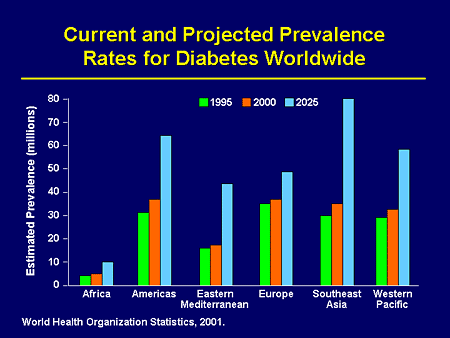 Current and Projected Prevalence
Rates for Diabetes Worldwide
Estimated Prevalence (millions)
80
70
60
50
40
30
20
10
0
1995 2000 2025
Africa Americas Eastern Mediterranean Europe Southeast Asia Western Pacific
World Health Organization Statistics, 2001.